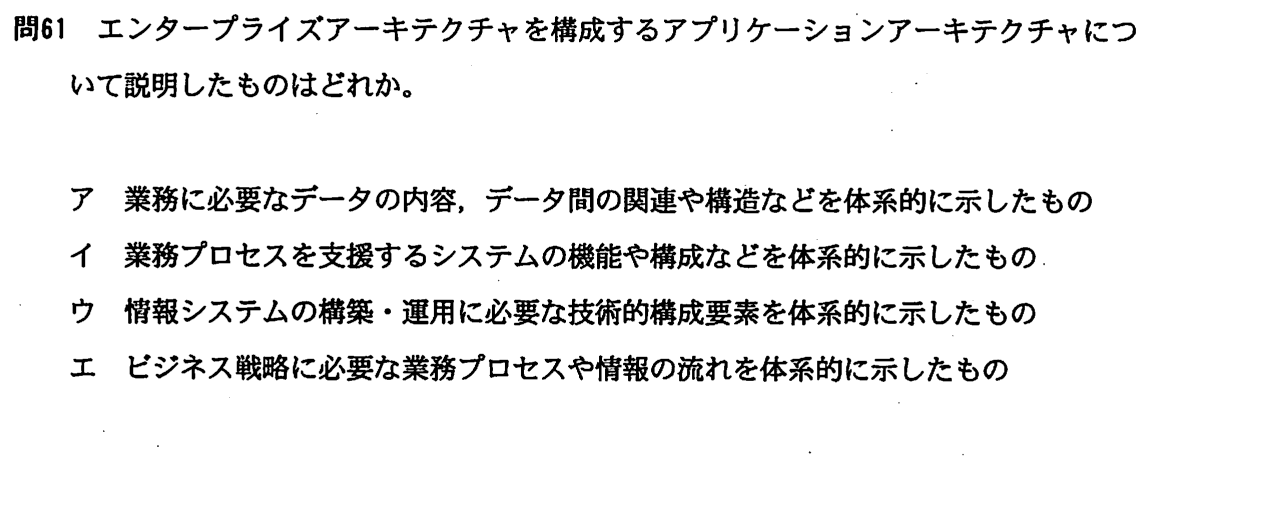 問61 エンタープライズアーキテクチャを構成するアプリケーションアーキテクチャにつ
いて説明したものはどれか。
ア 業務に必要なデータの内容，データ間の関連や構造などを体系的に示したもの
イ 業務プロセスを支援するシステムの機能や構成などを体系的に示したもの
ウ 情報システムの構築・運用に必要な技術的構成要素を体系的に示したもの
エ ビジネス戦略に必要な業務プロセスや情報の流れを体系的に示したもの